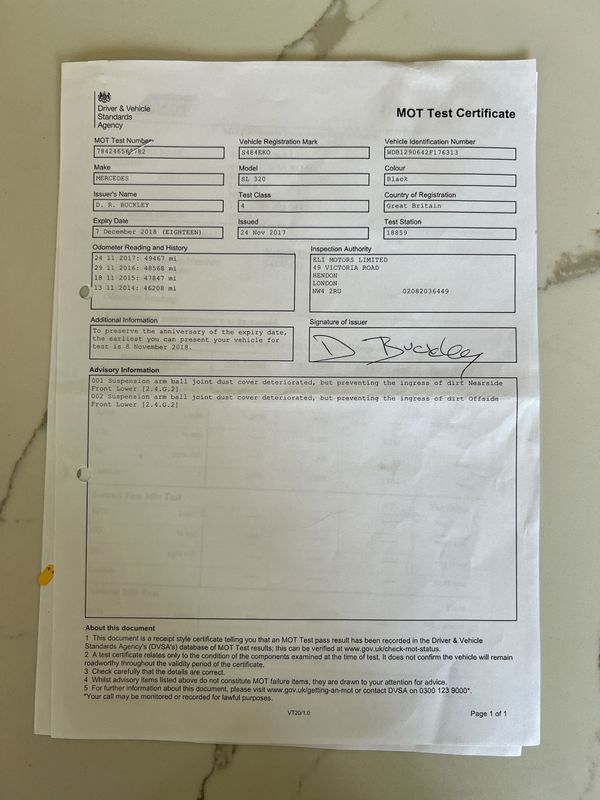 Driver & Vehicle
Standards
Agency
MOT Test Certificate
MOT Test Number
Vehicle Registration Mark
S484EKO
Vehicle Identification Number
WDB1290642F176313
Make
MERCEDES
Model
SL 320
Colour
Black
Issuer's Name
D. R. BUCKLEY
Test Class
4
Country of Registration
Great Britain
Expiry Date
7 December 2018 (EIGHTEEN)
Issued
24 Nov 2017
Test Station
18859
Odometer Reading and History
24 11 2017: 49467 mi
29 11 2016: 48568 mi
18 11 2015: 47847 mi
13 11 2014: 46208 mi
Inspection Authority
ELI MOTORS LIMITED
49 VICTORIA ROAD
HENDON
LONDON
NW4 2RU 02082036449
Additional Information
To preserve the anniversary of the expiry date,
the earliest you can present your vehicle for
test is 8 November 2018.
Signature of Issuer
D Buckley
Advisory Information
001 Suspension arm ball joint dust cover deteriorated, but preventing the ingress of dirt Nearside
Front Lower [2.4.G.2]
002 Suspension arm ball joint dust cover deteriorated, but preventing the ingress of dirt Offside
Front Lower [2.4.G.2]
About this document
1 This document is a receipt style certificate telling you that an MOT Test pass result has been recorded in the Driver & Vehicle
Standards Agency's (DVSA's) database of MOT Test results; this can be verified at www.gov.uk/check-mot-status.
2 A test certificate relates only to the condition of the components examined at the time of test. It does not confirm the vehicle will remain
roadworthy throughout the validity period of the certificate.
3 Check carefully that the details are correct.
4 Whilst advisory items listed above do not constitute MOT failure items, they are drawn to your attention for advice.
5 For further information about this document, please visit www.gov.uk/getting-an-mot or contact DVSA on 0300 123 9000*.
*Your call may be monitored or recorded for lawful purposes.
VT20/1.0
Page 1 of 1